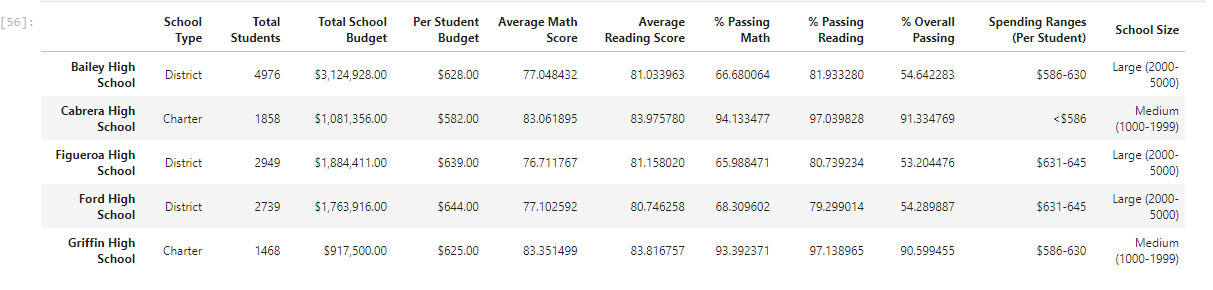 [56]:
School Type Total Students Total School Budget Per Student Budget Average Math Score Average Reading Score % Passing Math % Passing Reading % Overall Passing Spending Ranges (Per Student) School Size
Bailey High School District 4976 $3,124,928.00 $628.00 77.048432 81.033963 66.680064 81.933280 54.642283 $586-630 Large (2000-5000)
Cabrera High School Charter 1858 $1,081,356.00 $582.00 83.061895 83.975780 94.133477 97.039828 91.334769 <$586 Medium (1000-1999)
Figueroa High School District 2949 $1,884,411.00 $639.00 76.711767 81.158020 65.988471 80.739234 53.204476 $631-645 Large (2000-5000)
Ford High School District 2739 $1,763,916.00 $644.00 77.102592 80.746258 68.309602 79.299014 54.289887 $631-645 Large (2000-5000)
Griffin High School Charter 1468 $917,500.00 $625.00 83.351499 83.816757 93.392371 97.138965 90.599455 $586-630 Medium (1000-1999)